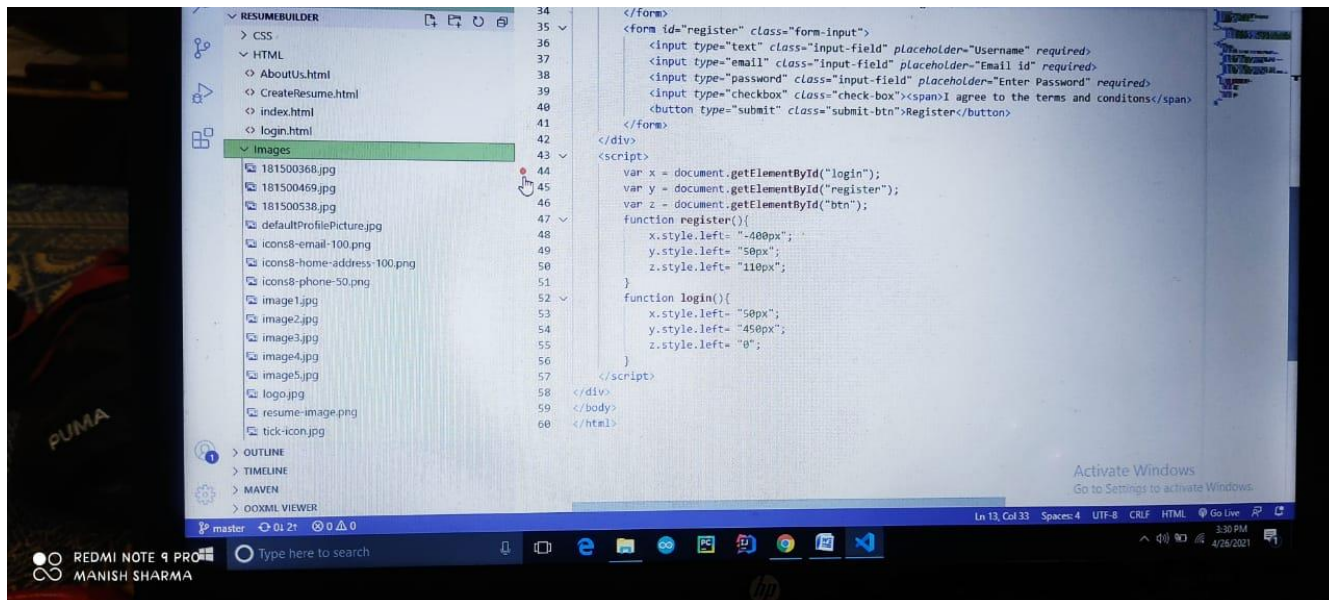 RESUMEBUILDER
CSS
HTML
AboutUs.html
CreateResume.html
index.html
login.html
Images
181500368.jpg
181500469.jpg
181500538.jpg
defaultProfilePicture.jpg
icons8-email-100.png
icons8-home-address-100.png
icons8-phone-50.png
image1.jpg
image2.jpg
image3.jpg
image4.jpg
image5.jpg
logo.jpg
resume-image.png
tick-icon.jpg
OUTLINE
TIMELINE
MAVEN
OOXML VIEWER
34 </form>
35 <form id="register" class="form-input">
36 <input type="text" class="input-field" placeholder="Username" required>
37 <input type="email" class="input-field" placeholder="Email id" required>
38 <input type="password" class="input-field" placeholder="Enter Password" required>
39 <input type="checkbox" class="check-box"><span>I agree to the terms and conditons</span>
40 <button type="submit" class="submit-btn">Register</button>
41 </form>
42 </div>
43 <script>
44 var x = document.getElementById("login");
45 var y = document.getElementById("register");
46 var z = document.getElementById("btn");
47 function register(){
48 x.style.left= "-400px";
49 y.style.left= "50px";
50 z.style.left= "110px";
51 }
52 function login(){
53 x.style.left= "50px";
54 y.style.left= "450px";
55 z.style.left= "0";
56 }
57 </script>
58 </div>
59 </body>
60 </html>
Activate Windows
Go to Settings to activate Windows.
1
master 0↓ 2↑ 0 0
Ln 13, Col 33 Spaces: 4 UTF-8 CRLF HTML Go Live
Type here to search
PC
IJ
W
3:30 PM
4/26/2021
PUMA
hp
REDMI NOTE 9 PRO
MANISH SHARMA